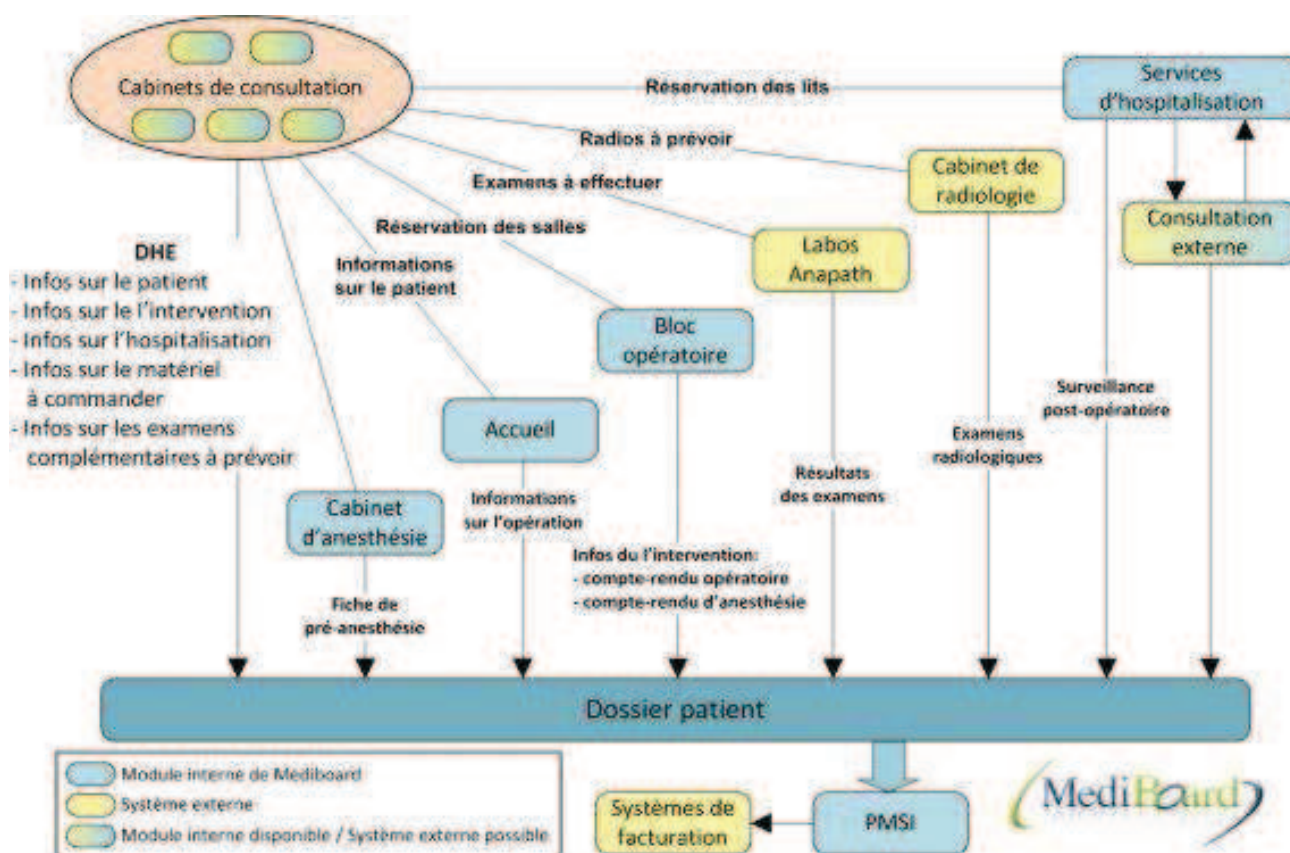 Cabinets de consultation
Réservation des lits
Services
d'hospitalisation
Radios à prévoir
Cabinet de
radiologie
Examens à effectuer
Consultation
externe
Réservation des salles
Labos
Anapath
DHE
- Infos sur le patient
- Infos sur le l'intervention
- Infos sur l'hospitalisation
- Infos sur le matériel
à commander
- Infos sur les examens
complémentaires à prévoir
Informations
sur le patient
Bloc
opératoire
Accueil
Surveillance
post-opératoire
Examens
radiologiques
Résultats
des examens
Cabinet
d'anesthésie
Informations
sur l'opération
Infos du l'intervention:
- compte-rendu opératoire
- compte-rendu d'anesthésie
Fiche de
pré-anesthésie
Dossier patient
Module interne de Mediboard
Système externe
Module interne disponible / Système externe possible
Systèmes de
facturation
PMSI
MediBoard